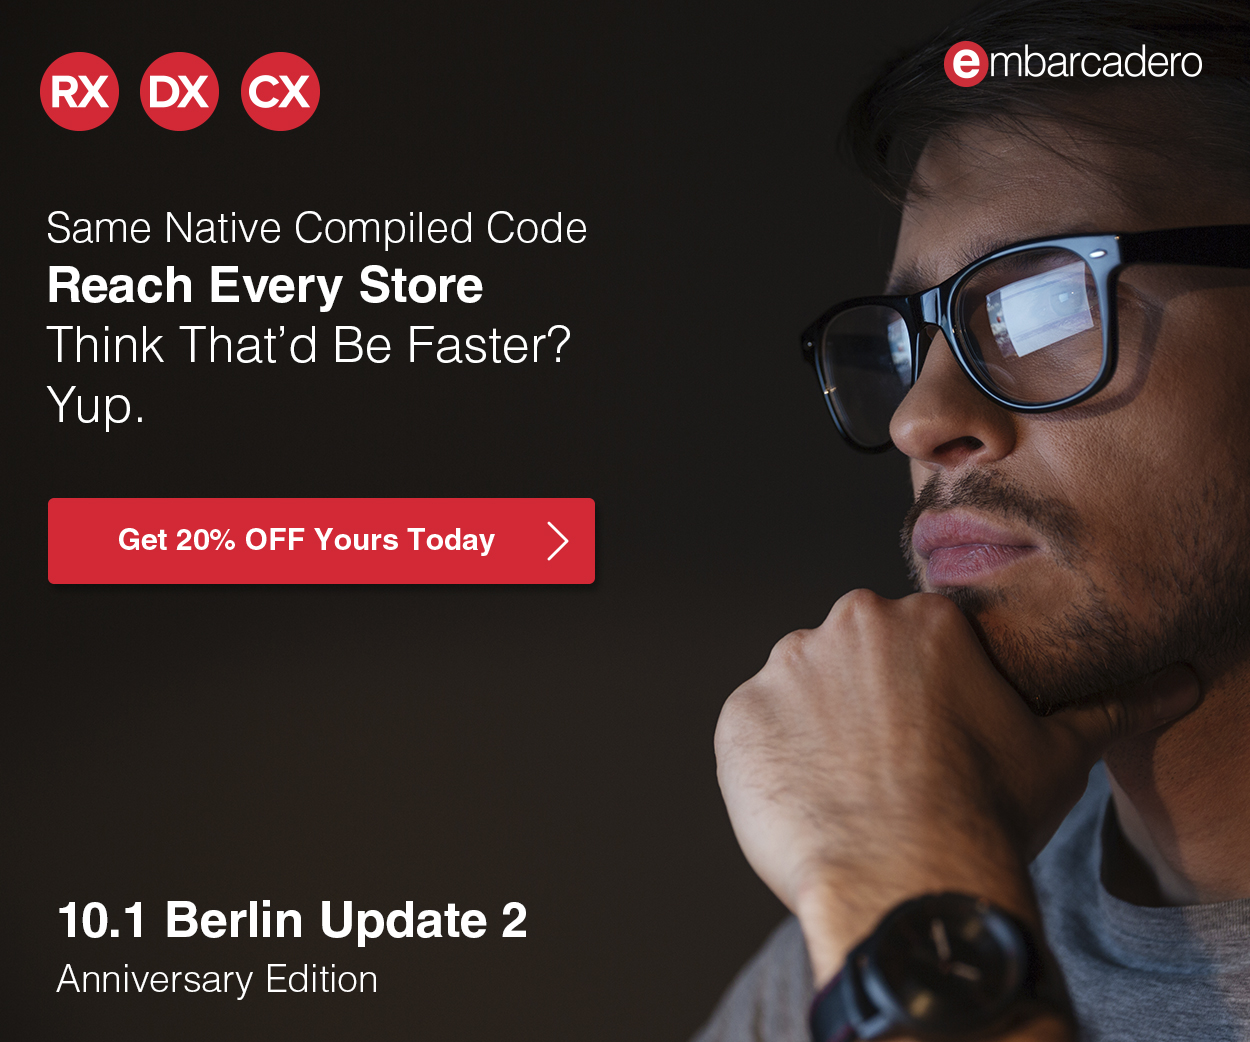 RX DX CX
embarcadero
Same Native Compiled Code
Reach Every Store
Think That’d Be Faster?
Yup.
Get 20% OFF Yours Today
10.1 Berlin Update 2
Anniversary Edition